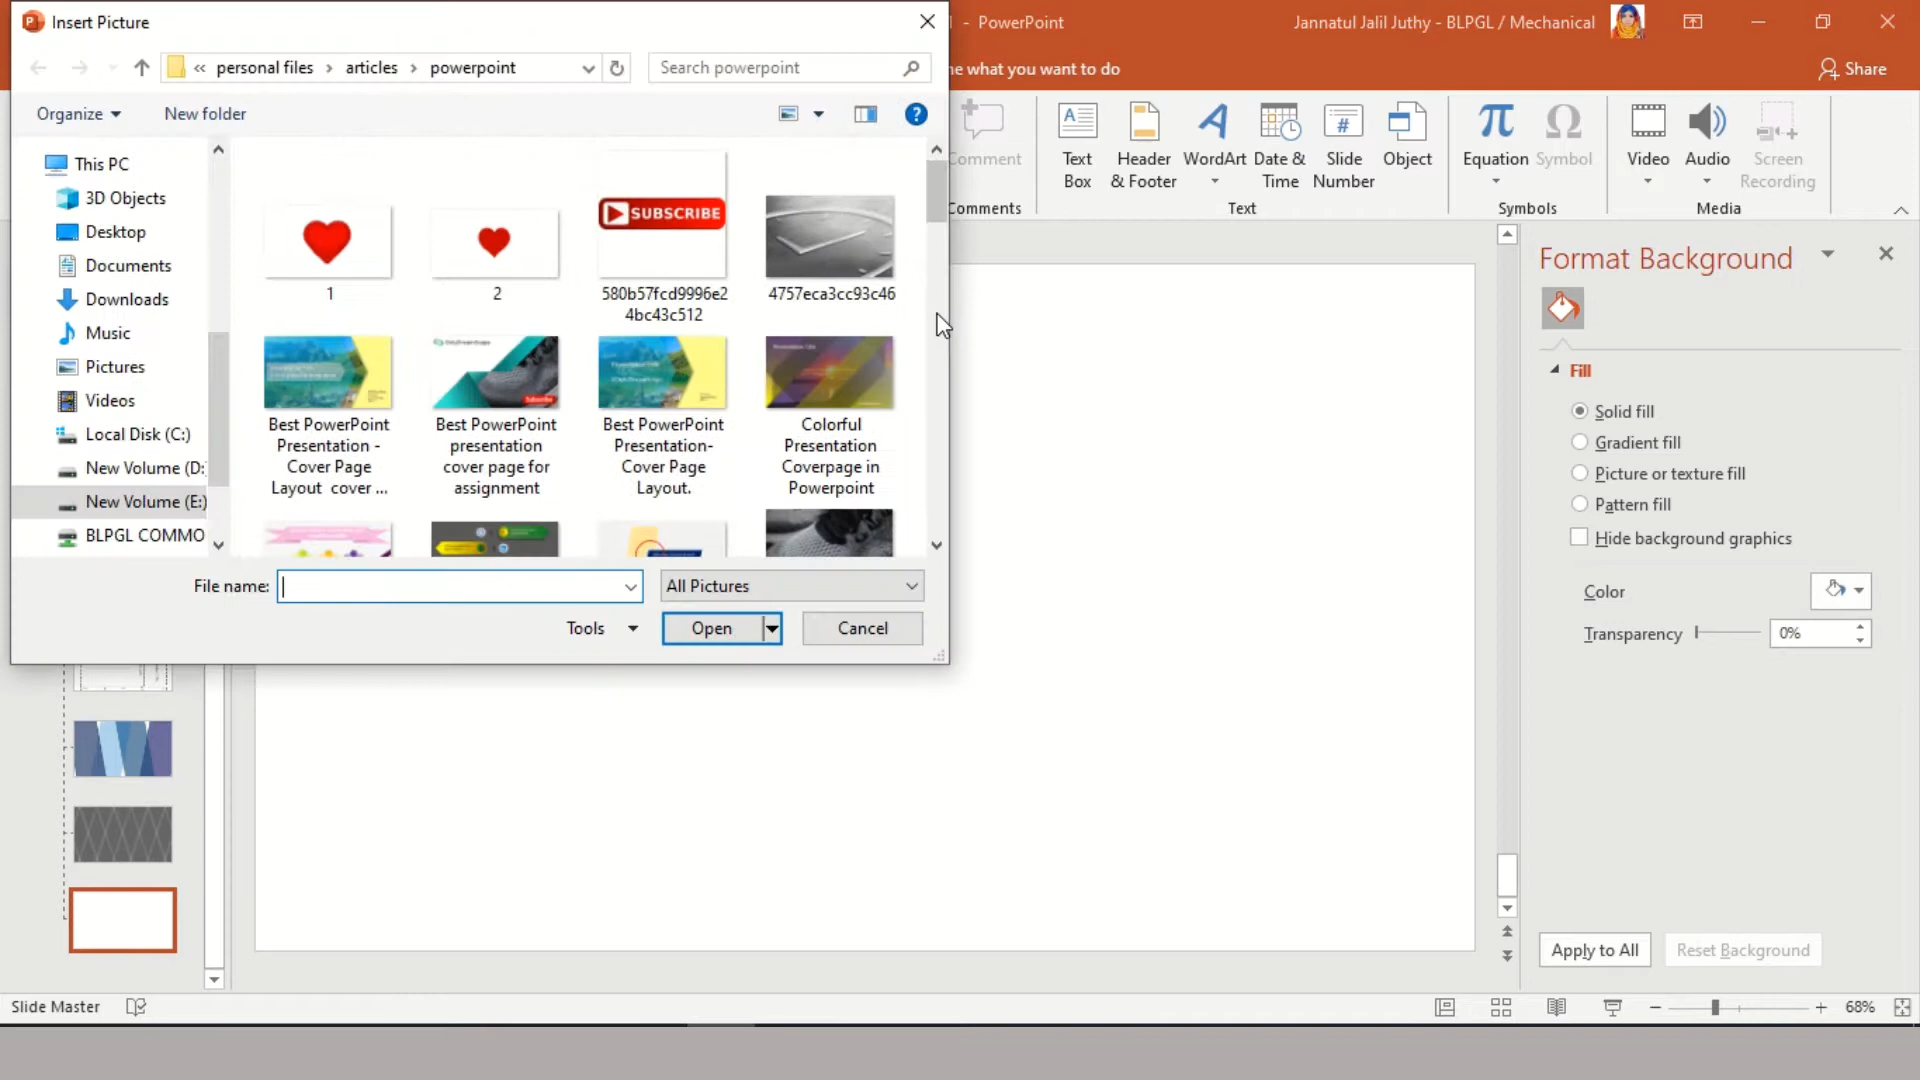 Insert Picture
- PowerPoint
Jannatul Jalil Juthy - BLPGL / Mechanical
« personal files › articles › powerpoint
Search powerpoint
me what you want to do
Share
Organize
New folder
This PC
3D Objects
Desktop
Documents
Downloads
Music
Pictures
Videos
Local Disk (C:)
New Volume (D:
New Volume (E:)
BLPGL COMMO
1
2
SUBSCRIBE
580b57fcd9996e2
4bc43c512
4757eca3cc93c46
Best PowerPoint
Presentation -
Cover Page
Layout cover ...
Best PowerPoint
presentation
cover page for
assignment
Best PowerPoint
Presentation-
Cover Page
Layout.
Colorful
Presentation
Coverpage in
Powerpoint
File name:
All Pictures
Tools
Open
Cancel
Comment
Comments
Text
Box
Header
& Footer
WordArt
Date &
Time
Slide
Number
Object
Text
Equation
Symbol
Symbols
Video
Audio
Screen
Recording
Media
Format Background
Fill
Solid fill
Gradient fill
Picture or texture fill
Pattern fill
Hide background graphics
Color
Transparency
0%
Apply to All
Reset Background
Slide Master
68%